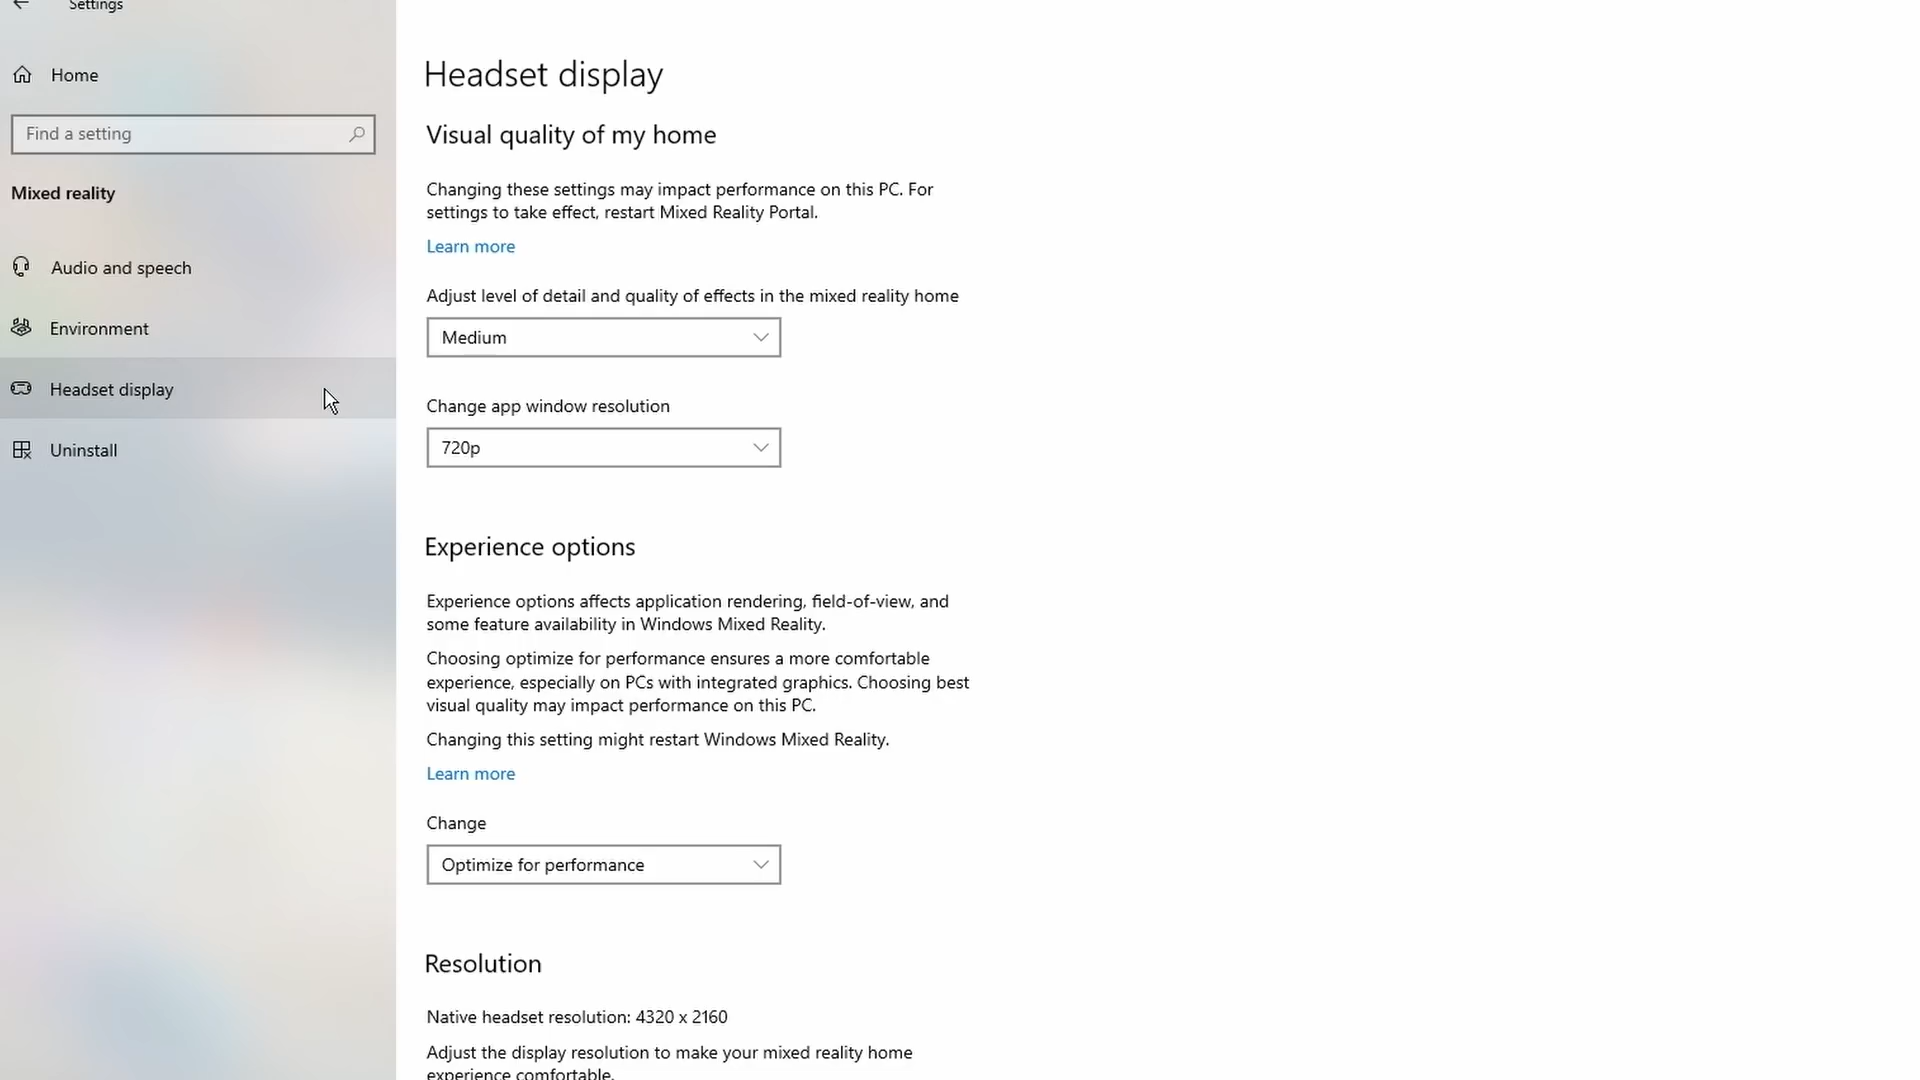 Settings
Home
Find a setting
Mixed reality
Audio and speech
Environment
Headset display
Uninstall
Headset display
Visual quality of my home
Changing these settings may impact performance on this PC. For
settings to take effect, restart Mixed Reality Portal.
Learn more
Adjust level of detail and quality of effects in the mixed reality home
Medium
Change app window resolution
720p
Experience options
Experience options affects application rendering, field-of-view, and
some feature availability in Windows Mixed Reality.
Choosing optimize for performance ensures a more comfortable
experience, especially on PCs with integrated graphics. Choosing best
visual quality may impact performance on this PC.
Changing this setting might restart Windows Mixed Reality.
Learn more
Change
Optimize for performance
Resolution
Native headset resolution: 4320 x 2160
Adjust the display resolution to make your mixed reality home
experience comfortable.